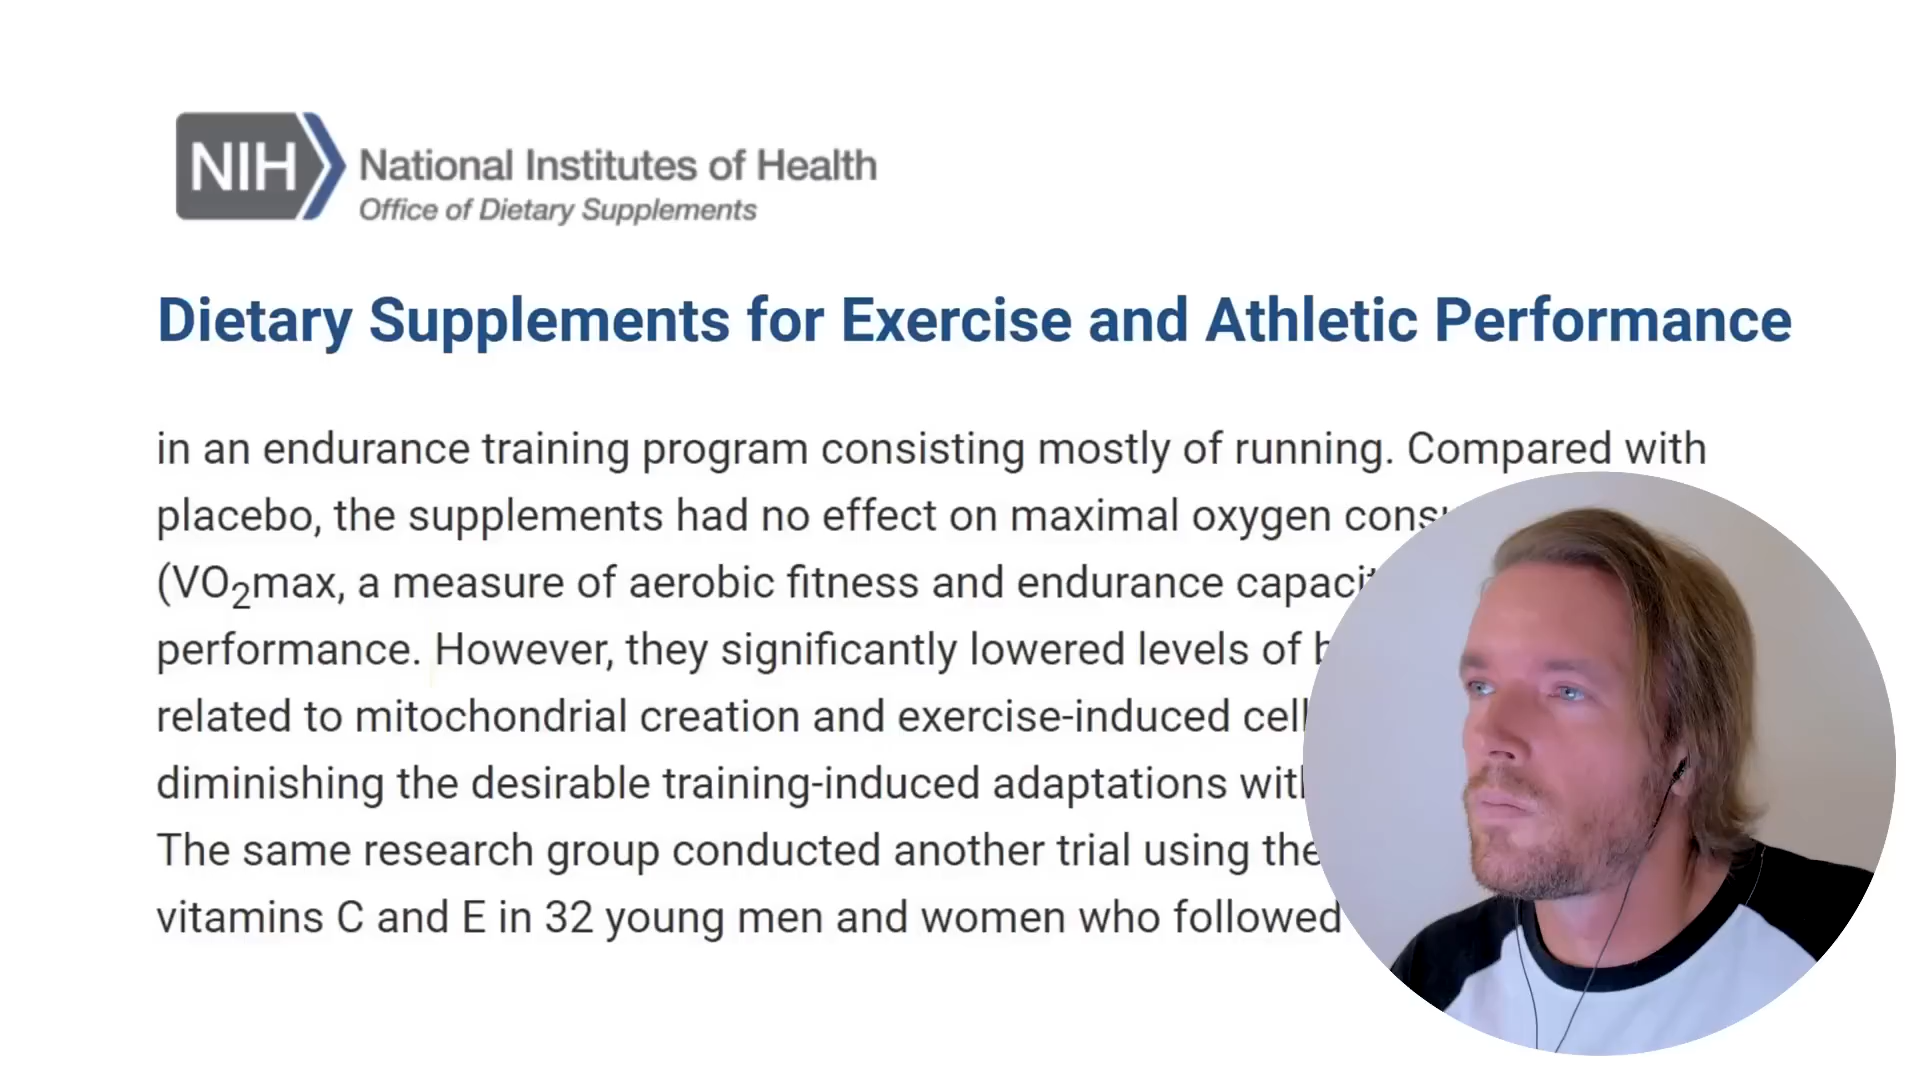 NIH
National Institutes of Health
Office of Dietary Supplements
Dietary Supplements for Exercise and Athletic Performance
in an endurance training program consisting mostly of running. Compared with
placebo, the supplements had no effect on maximal oxygen
(VO2max, a measure of aerobic fitness and endurance
performance. However, they significantly lowered levels of
related to mitochondrial creation and exercise-induced
diminishing the desirable training-induced adaptations
The same research group conducted another trial using the
vitamins C and E in 32 young men and women who followed